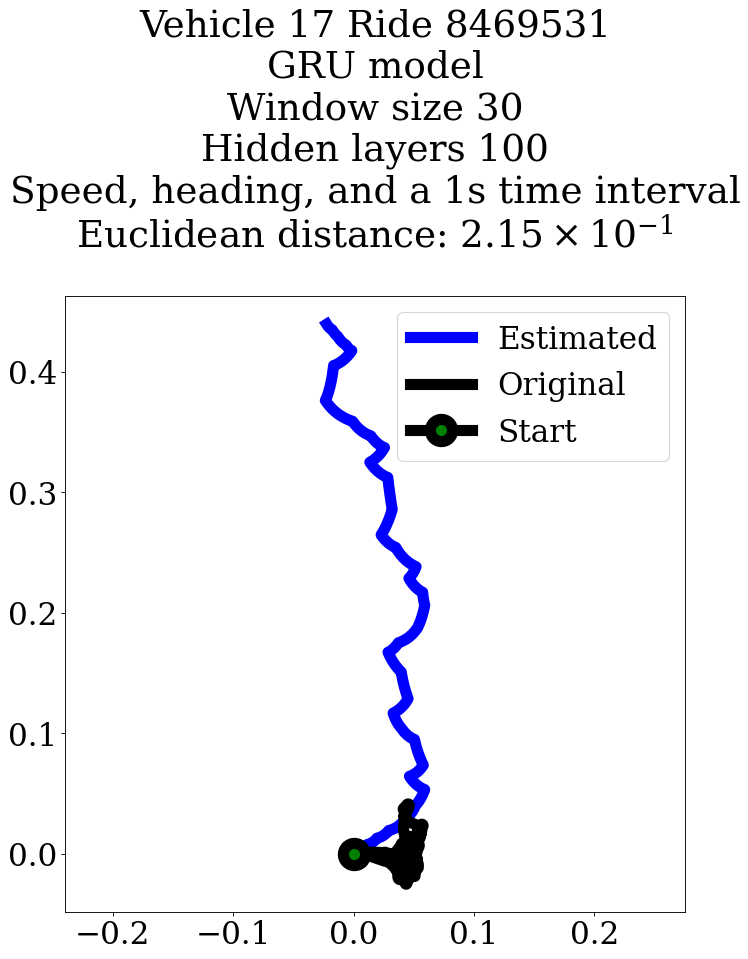 Vehicle 17 Ride 8469531
GRU model
Window size 30
Hidden layers 100
Speed, heading, and a 1s time interval
Euclidean distance: 2.15 × 10⁻¹
Estimated
Original
Start
0.4
0.3
0.2
0.1
0.0
−0.2
−0.1
0.0
0.1
0.2